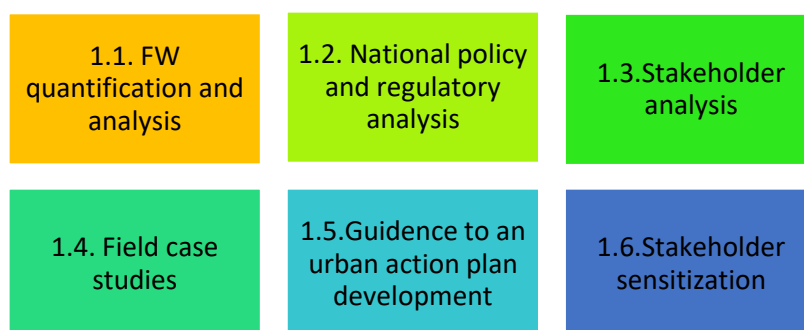 1.1. FW
quantification and
analysis
1.2. National policy
and regulatory
analysis
1.3.Stakeholder
analysis
1.4. Field case
studies
1.5.Guidence to an
urban action plan
development
1.6.Stakeholder
sensitization